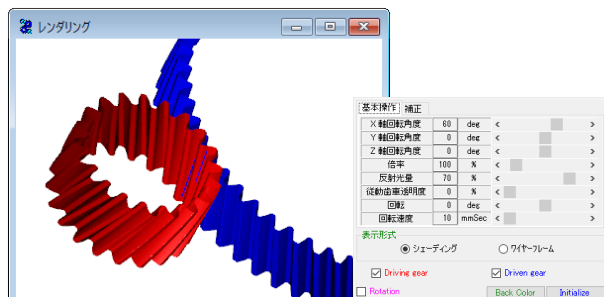 レンダリング
基本操作 補正
X 軸回転角度 60 deg < >
Y 軸回転角度 0 deg < >
Z 軸回転角度 0 deg < >
倍率 100 % < >
反射光量 70 % < >
従動歯車透明度 0 % < >
回転 0 deg < >
回転速度 10 mmSec < >
表示形式
シェーディング ワイヤーフレーム
Driving gear Driven gear
Rotation Back Color Initialize